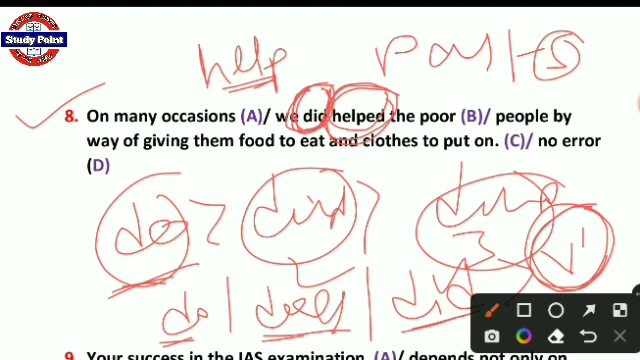 Study Point
help
8. On many occasions (A)/ we did helped the poor (B)/ people by
way of giving them food to eat and clothes to put on. (C)/ no error
(D)
do
do | does | did
9. Your success in the IAS examination (A)/ depends not only on